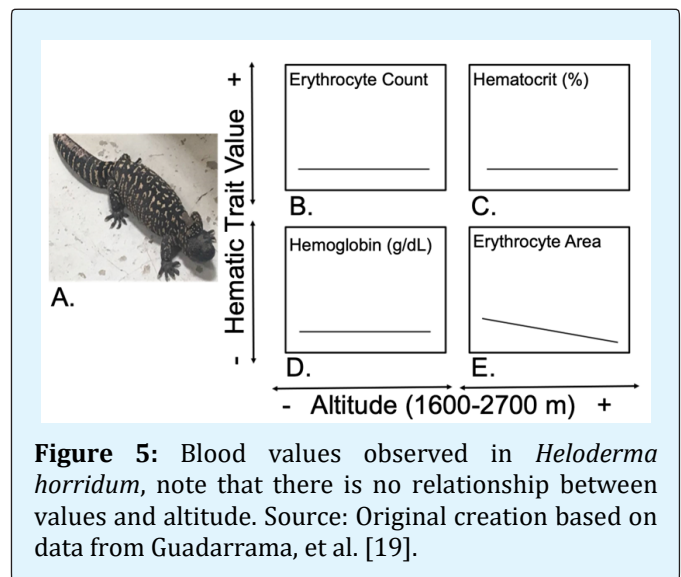 +
Hematic Trait Value
-
Erythrocyte Count
B.
Hematocrit (%)
C.
A.
Hemoglobin (g/dL)
D.
Erythrocyte Area
E.
- Altitude (1600-2700 m) +
Figure 5: Blood values observed in Heloderma
horridum, note that there is no relationship between
values and altitude. Source: Original creation based on
data from Guadarrama, et al. [19].